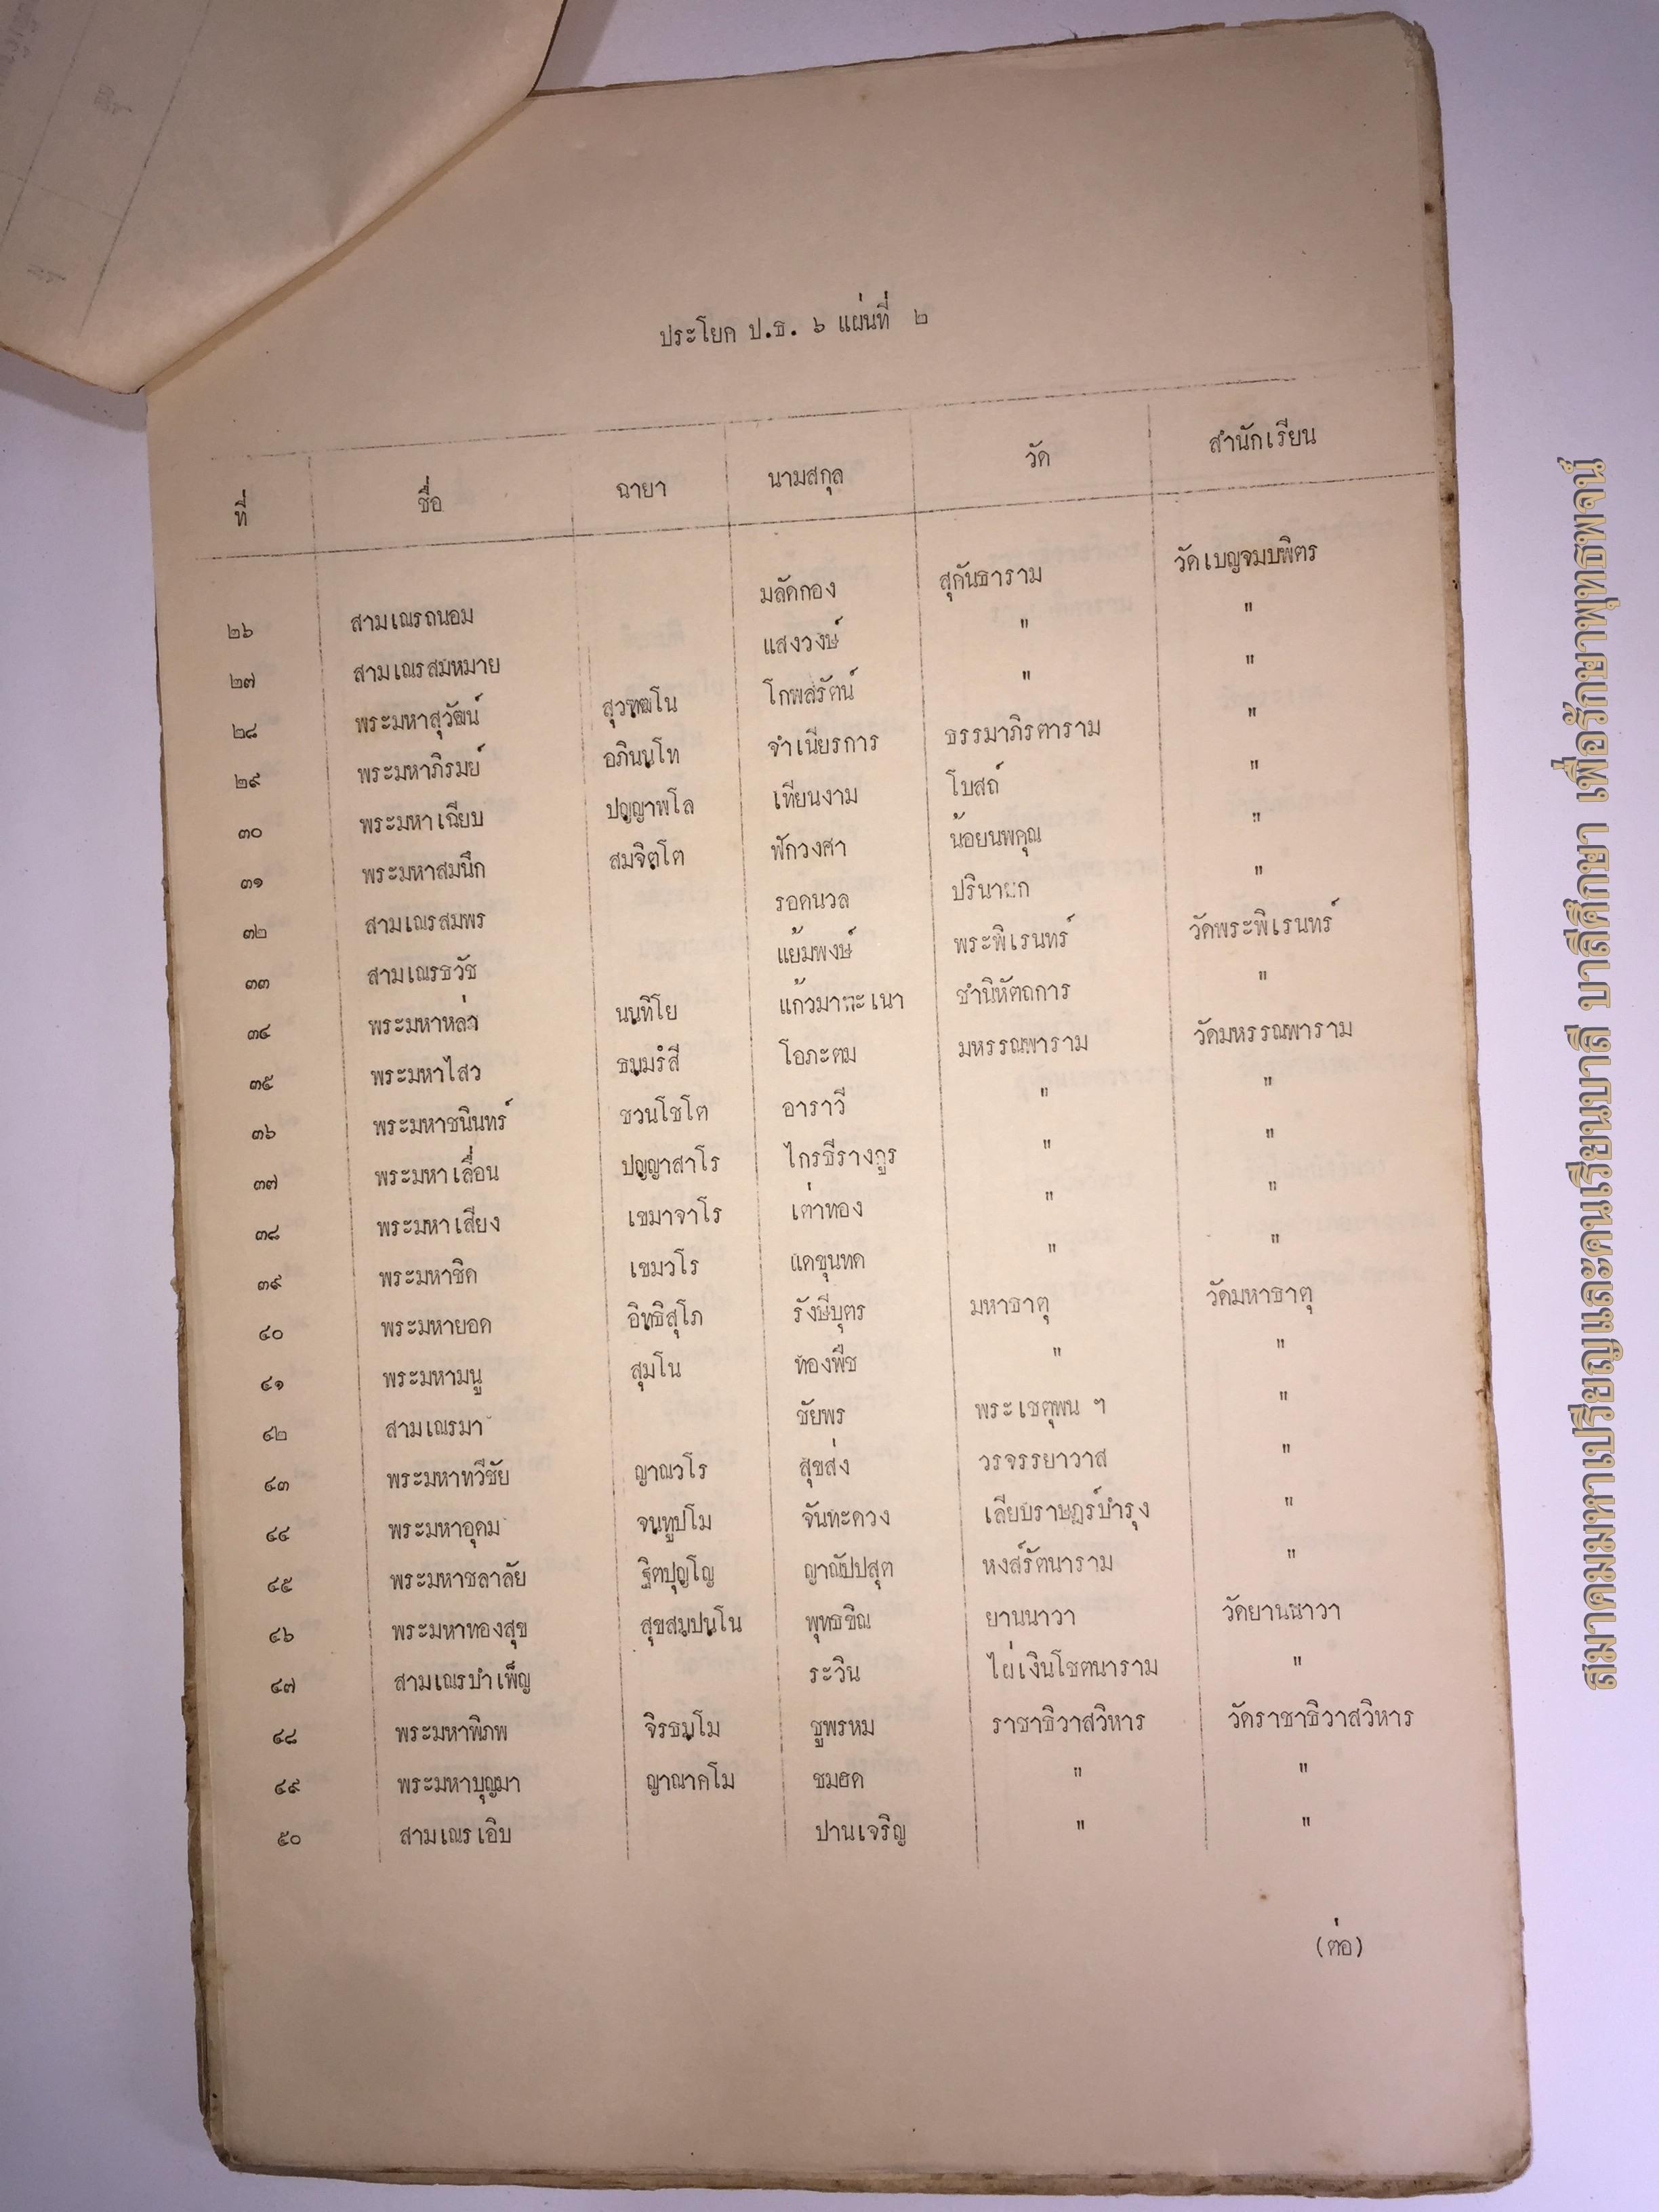 ประโยค ป.ธ. ๖ แผ่นที่ ๒
ที่ ชื่อ ฉายา นามสกุล วัด สำนักเรียน
๒๖ สามเณรถนอม มลัดกอง สุคันธาราม วัดเบญจมบพิตร
๒๗ สามเณรสมหมาย แสงวงษ์ " "
๒๘ พระมหาสุวัฒน์ สุวฑฺฒโน โกพลรัตน์ " "
๒๙ พระมหาภิรมย์ อภินนฺโท จำเนียรการ ธรรมาภิรตาราม "
๓๐ พระมหาเฉียบ ปญฺญาพโล เทียนงาม โบสถ์ "
๓๑ พระมหาสมนึก สมจิตฺโต ฟักวงศา น้อยนพคุณ "
๓๒ สามเณรสมพร รอดนวล ปรินายก "
๓๓ สามเณรธวัช แย้มพงษ์ พระพิเรนทร์ วัดพระพิเรนทร์
๓๔ พระมหาหล่ำ นนฺทิโย ชำนิหัตถการ "
๓๕ พระมหาไสว ธมฺมรํสี โอภะตม มหรรณพาราม วัดมหรรณพาราม
๓๖ พระมหาชนินทร์ ชวนโชโต อาราวี " "
๓๗ พระมหาเลื่อน ปญฺญาสาโร ไกรธีรางกูร " "
๓๘ พระมหาเสียง เขมาจาโร เต่าทอง " "
๓๙ พระมหาชิด เขมวโร แดขุนทด " "
๔๐ พระมหายอด อิทธิสุโภ รังษีบุตร มหาธาตุ วัดมหาธาตุ
๔๑ พระมหามนู สุมโน ทองพืช " "
๔๒ สามเณรมา ชัยพร พระเชตุพน ฯ "
๔๓ พระมหาทวีชัย ญาณวโร สุขส่ง วรจรรยาวาส "
๔๔ พระมหาอุดม จนฺทูปโม จันทะดวง เลียบราษฎร์บำรุง "
๔๕ พระมหาชลาลัย ฐิตปุญฺโญ ญาณัปปสุต หงส์รัตนาราม "
๔๖ พระมหาทองสุข สุขสมฺปนฺโน พุทธขิณ ยานนาวา วัดยานนาวา
๔๗ สามเณรบำเพ็ญ ระวิน ไผ่เงินโชตนาราม "
๔๘ พระมหาพิภพ จิรธมฺโม ชูพรหม ราชาธิวาสวิหาร วัดราชาธิวาสวิหาร
๔๙ พระมหาบุญมา ญาณาคโม ชมฮด " "
๕๐ สามเณรเอิบ ปานเจริญ " "
(ต่อ)
สมาคมมหาเปรียญและคนเรียนบาลี บาลีศึกษา เพื่อรักษาพุทธพจน์